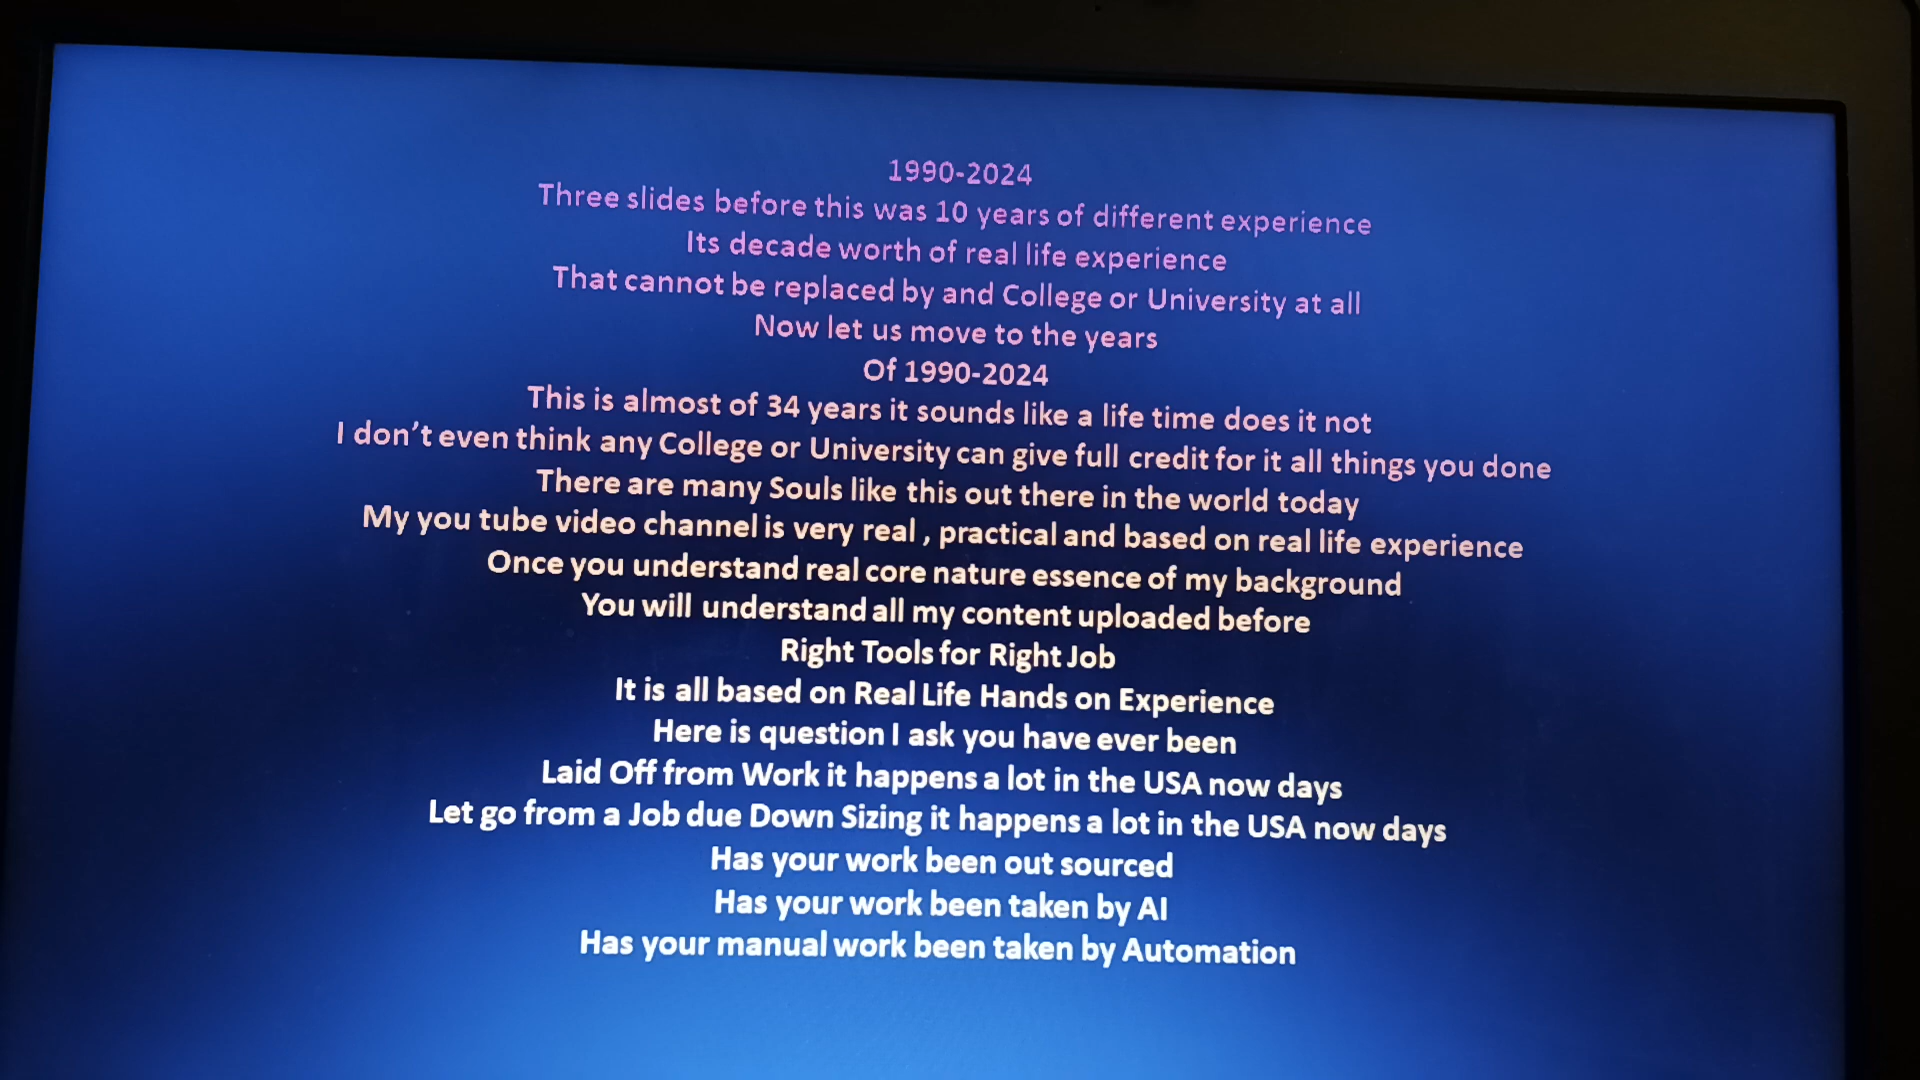 1990-2024
Three slides before this was 10 years of different experience
Its decade worth of real life experience
That cannot be replaced by and College or University at all
Now let us move to the years
Of 1990-2024
This is almost of 34 years it sounds like a life time does it not
I don't even think any College or University can give full credit for it all things you done
There are many Souls like this out there in the world today
My you tube video channel is very real , practical and based on real life experience
Once you understand real core nature essence of my background
You will understand all my content uploaded before
Right Tools for Right Job
It is all based on Real Life Hands on Experience
Here is question I ask you have ever been
Laid Off from Work it happens a lot in the USA now days
Let go from a Job due Down Sizing it happens a lot in the USA now days
Has your work been out sourced
Has your work been taken by AI
Has your manual work been taken by Automation